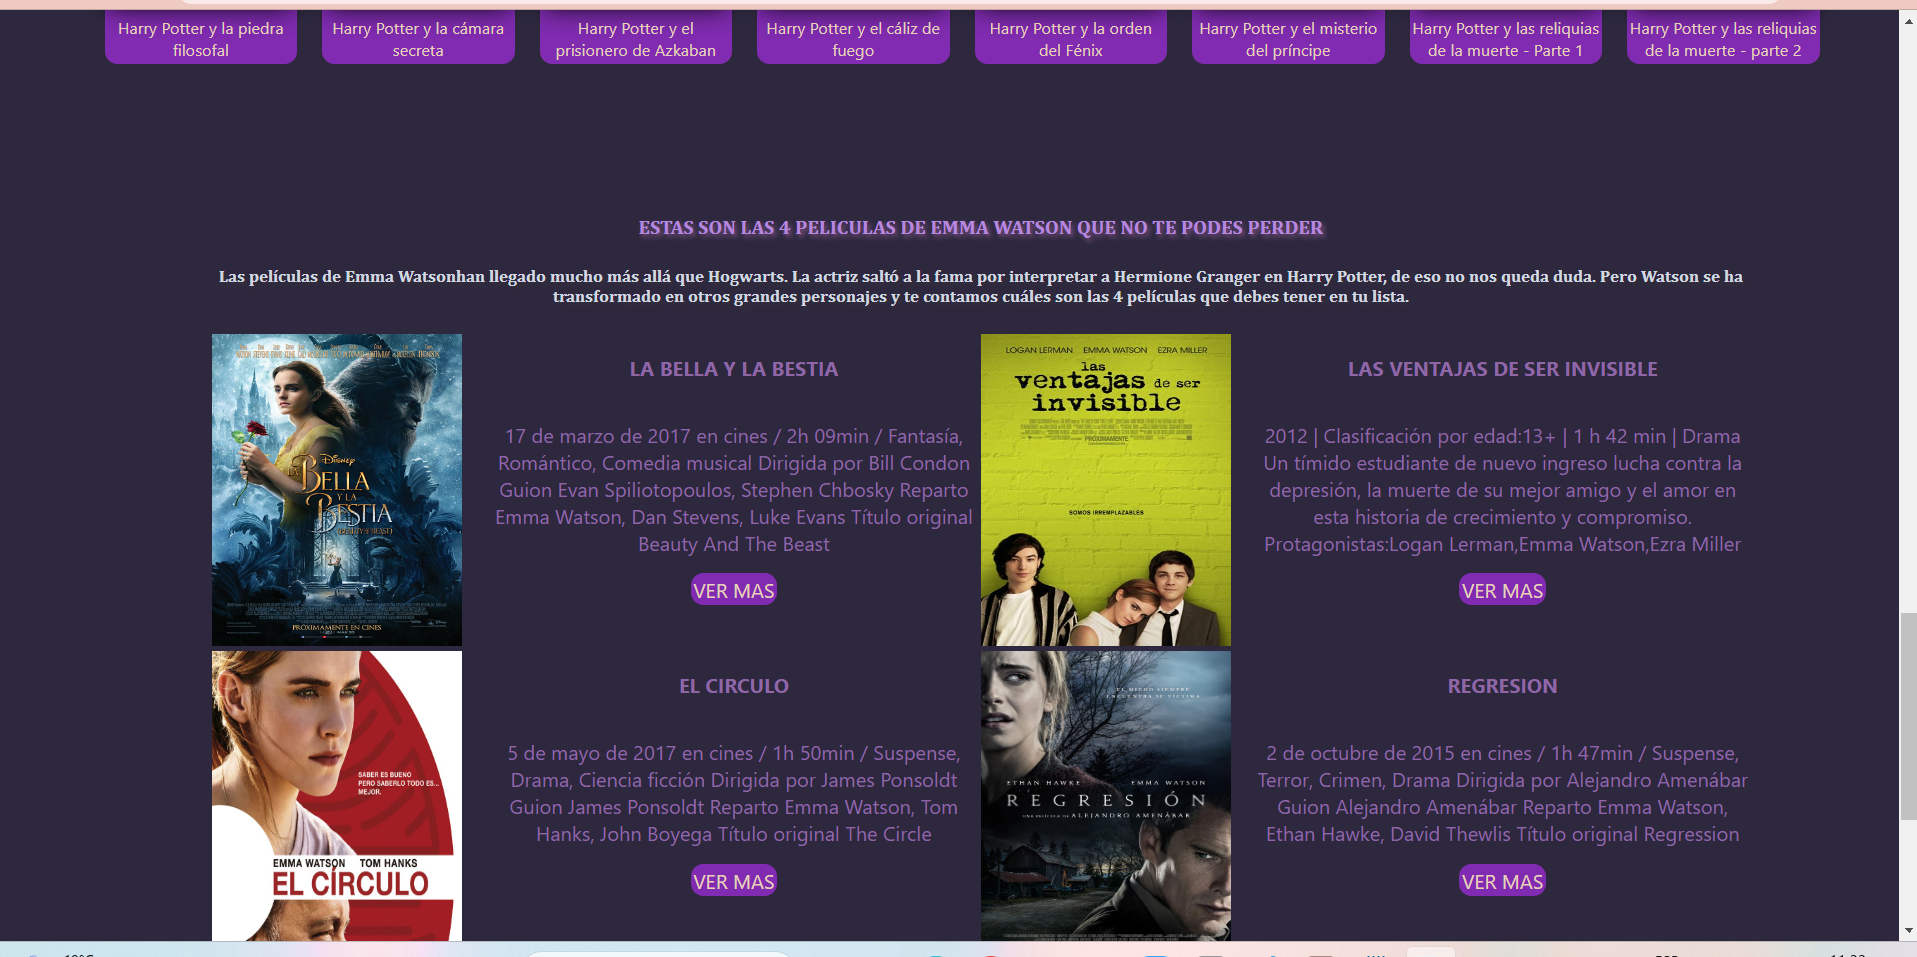 Harry Potter y la piedra
filosofal
Harry Potter y la cámara
secreta
Harry Potter y el
prisionero de Azkaban
Harry Potter y el cáliz de
fuego
Harry Potter y la orden
del Fénix
Harry Potter y el misterio
del príncipe
Harry Potter y las reliquias
de la muerte - Parte 1
Harry Potter y las reliquias
de la muerte - parte 2
ESTAS SON LAS 4 PELICULAS DE EMMA WATSON QUE NO TE PODES PERDER
Las películas de Emma Watsonhan llegado mucho más allá que Hogwarts. La actriz saltó a la fama por interpretar a Hermione Granger en Harry Potter, de eso no nos queda duda. Pero Watson se ha
transformado en otros grandes personajes y te contamos cuáles son las 4 películas que debes tener en tu lista.
DISNEY
LA
BELLA
Y LA
BESTIA
PRÓXIMAMENTE EN CINES
LA BELLA Y LA BESTIA
17 de marzo de 2017 en cines / 2h 09min / Fantasía,
Romántico, Comedia musical Dirigida por Bill Condon
Guion Evan Spiliotopoulos, Stephen Chbosky Reparto
Emma Watson, Dan Stevens, Luke Evans Título original
Beauty And The Beast
VER MAS
LOGAN LERMAN EMMA WATSON EZRA MILLER
las
ventajas de ser
invisible
PRÓXIMAMENTE
SOMOS IRREMPLAZABLES
LAS VENTAJAS DE SER INVISIBLE
2012 | Clasificación por edad:13+ | 1 h 42 min | Drama
Un tímido estudiante de nuevo ingreso lucha contra la
depresión, la muerte de su mejor amigo y el amor en
esta historia de crecimiento y compromiso.
Protagonistas:Logan Lerman,Emma Watson,Ezra Miller
VER MAS
SABER ES BUENO
PERO SABERLO TODO ES...
MEJOR.
EMMA WATSON TOM HANKS
EL CÍRCULO
EL CIRCULO
5 de mayo de 2017 en cines / 1h 50min / Suspense,
Drama, Ciencia ficción Dirigida por James Ponsoldt
Guion James Ponsoldt Reparto Emma Watson, Tom
Hanks, John Boyega Título original The Circle
VER MAS
EL MIEDO SIEMPRE
ENCUENTRA SU VÍCTIMA
ETHAN HAWKE EMMA WATSON
REGRESIÓN
UNA PELÍCULA DE ALEJANDRO AMENÁBAR
REGRESION
2 de octubre de 2015 en cines / 1h 47min / Suspense,
Terror, Crimen, Drama Dirigida por Alejandro Amenábar
Guion Alejandro Amenábar Reparto Emma Watson,
Ethan Hawke, David Thewlis Título original Regression
VER MAS